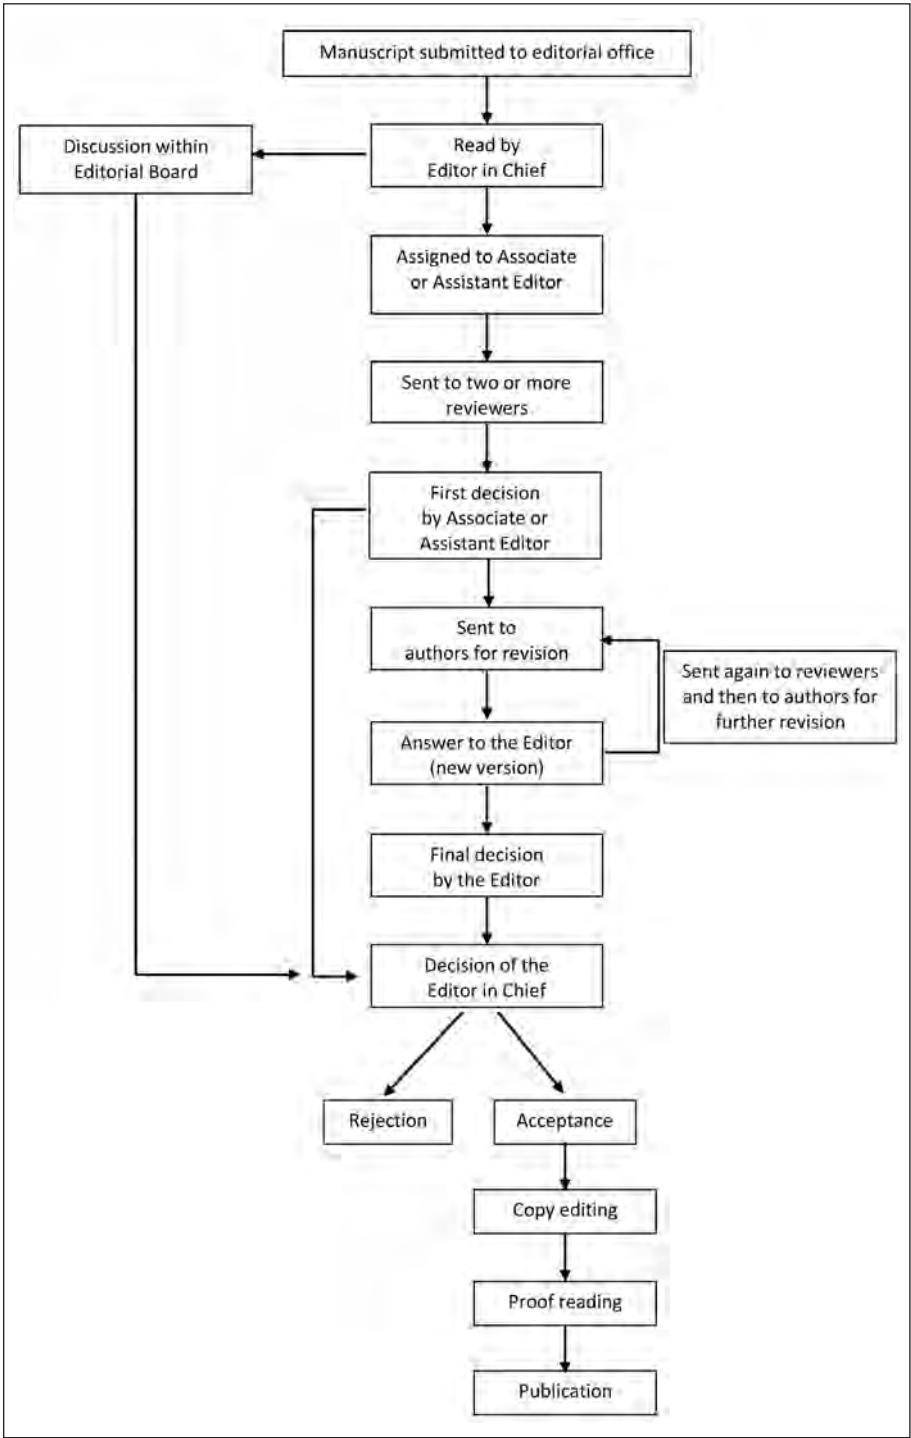 Manuscript submitted to editorial office
Read by
Editor in Chief
Discussion within
Editorial Board
Assigned to Associate
or Assistant Editor
Sent to two or more
reviewers
First decision
by Associate or
Assistant Editor
Sent to
authors for revision
Sent again to reviewers
and then to authors for
further revision
Answer to the Editor
(new version)
Final decision
by the Editor
Decision of the
Editor in Chief
Rejection
Acceptance
Copy editing
Proof reading
Publication